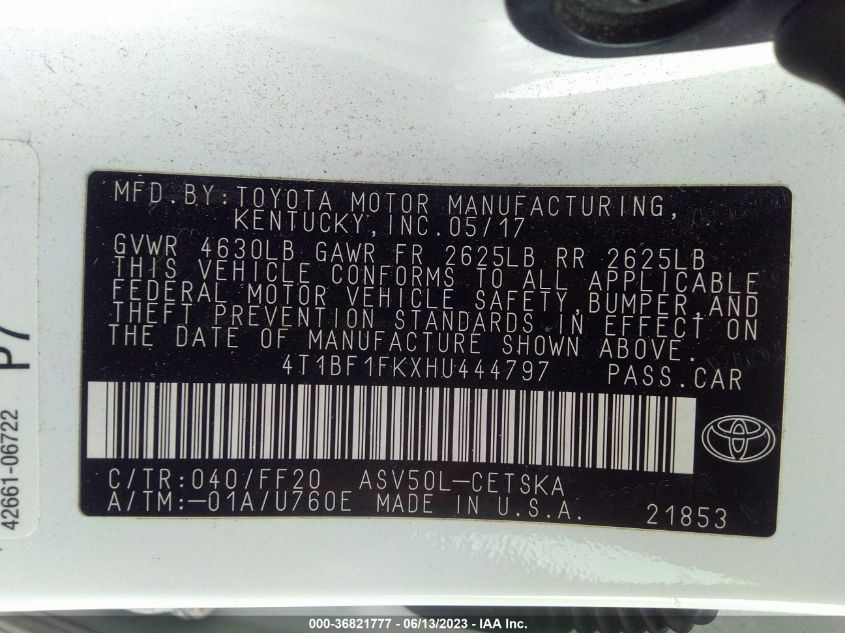 MFD.BY:TOYOTA MOTOR MANUFACTURING,
KENTUCKY,INC.05/17
GVWR 4630LB GAWR FR 2625LB RR 2625LB
THIS VEHICLE CONFORMS TO ALL APPLICABLE
FEDERAL MOTOR VEHICLE SAFETY,BUMPER,AND
THEFT PREVENTION STANDARDS IN EFFECT ON
THE DATE OF MANUFACTURE SHOWN ABOVE.
4T1BF1FKXHU444797 PASS.CAR
C/TR:040/FF20 ASV50L-CETSKA
A/TM:-01A/U760E MADE IN U.S.A. 21853
P7
42661-06722
000-36821777 - 06/13/2023 - IAA Inc.